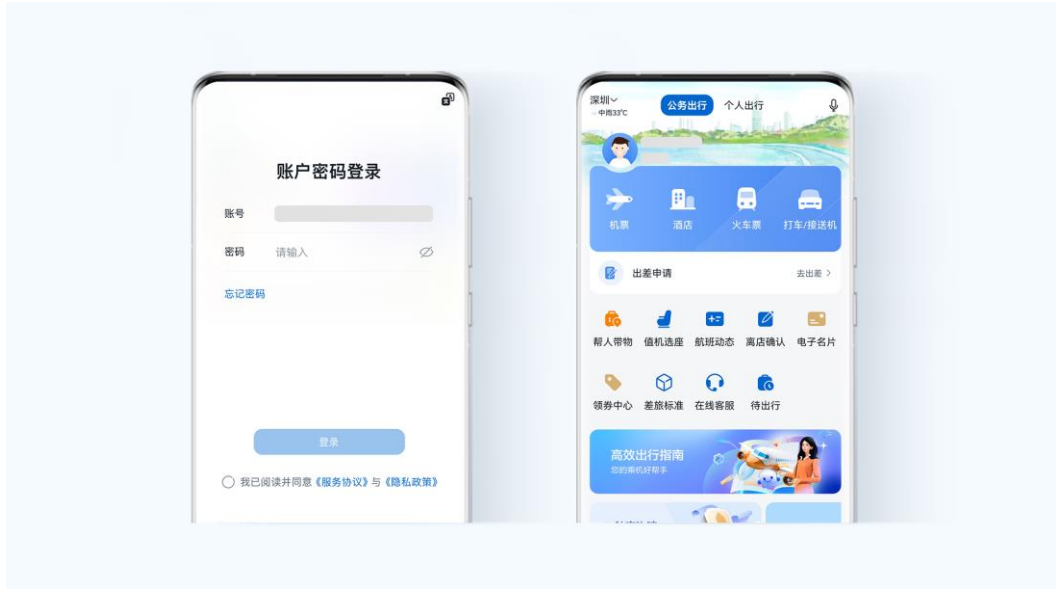 账户密码登录
账号
密码 请输入
忘记密码
登录
我已阅读并同意《服务协议》与《隐私政策》
深圳
中雨33°C
公务出行 个人出行
机票 酒店 火车票 打车/接送机
出差申请 去出差 >
帮人带物 值机选座 航班动态 离店确认 电子名片
领券中心 差旅标准 在线客服 待出行
高效出行指南
您的乘机好帮手